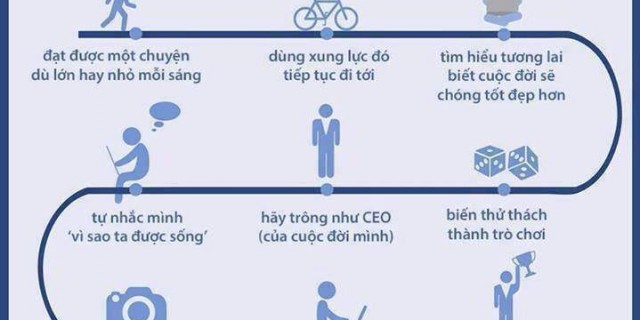 đạt được một chuyện
dù lớn hay nhỏ mỗi sáng
dùng xung lực đó
tiếp tục đi tới
tìm hiểu tương lai
biết cuộc đời sẽ
chóng tốt đẹp hơn
tự nhắc mình
‘vì sao ta được sống’
hãy trông như CEO
(của cuộc đời mình)
biến thử thách
thành trò chơi